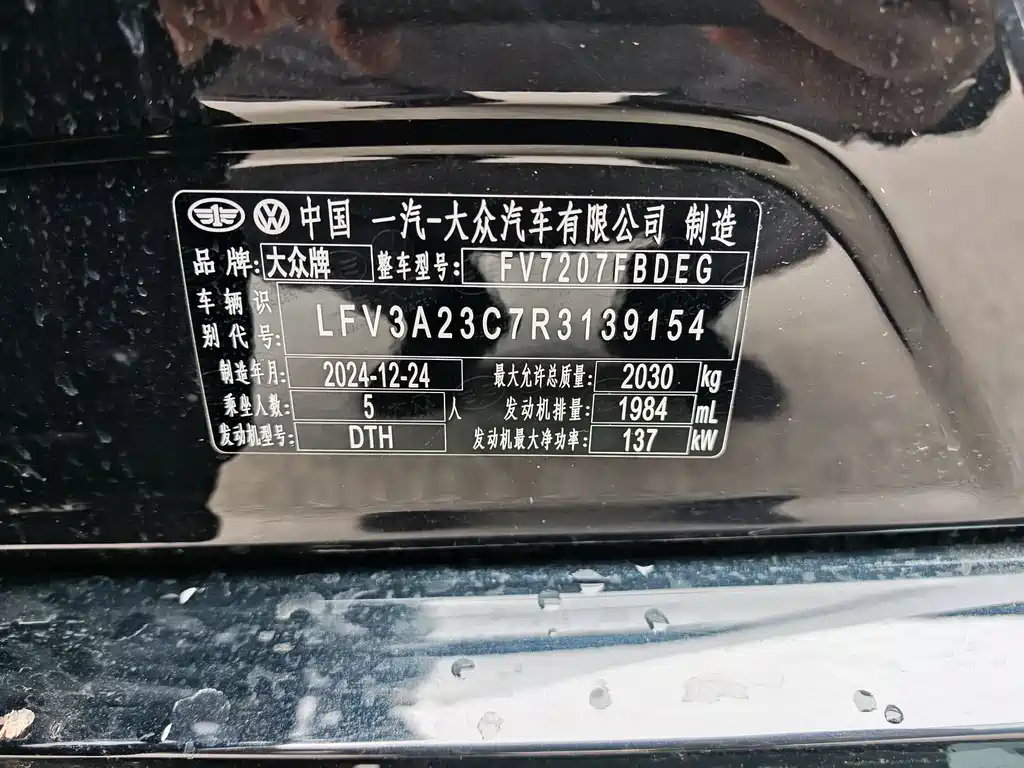 中国 一汽-大众汽车有限公司 制造
品牌: 大众牌 整车型号: FV7207FBDEG
车辆识别代号: LFV3A23C7R3139154
制造年月: 2024-12-24 最大允许总质量: 2030 kg
乘坐人数: 5 人 发动机排量: 1984 mL
发动机型号: DTH 发动机最大净功率: 137 kW